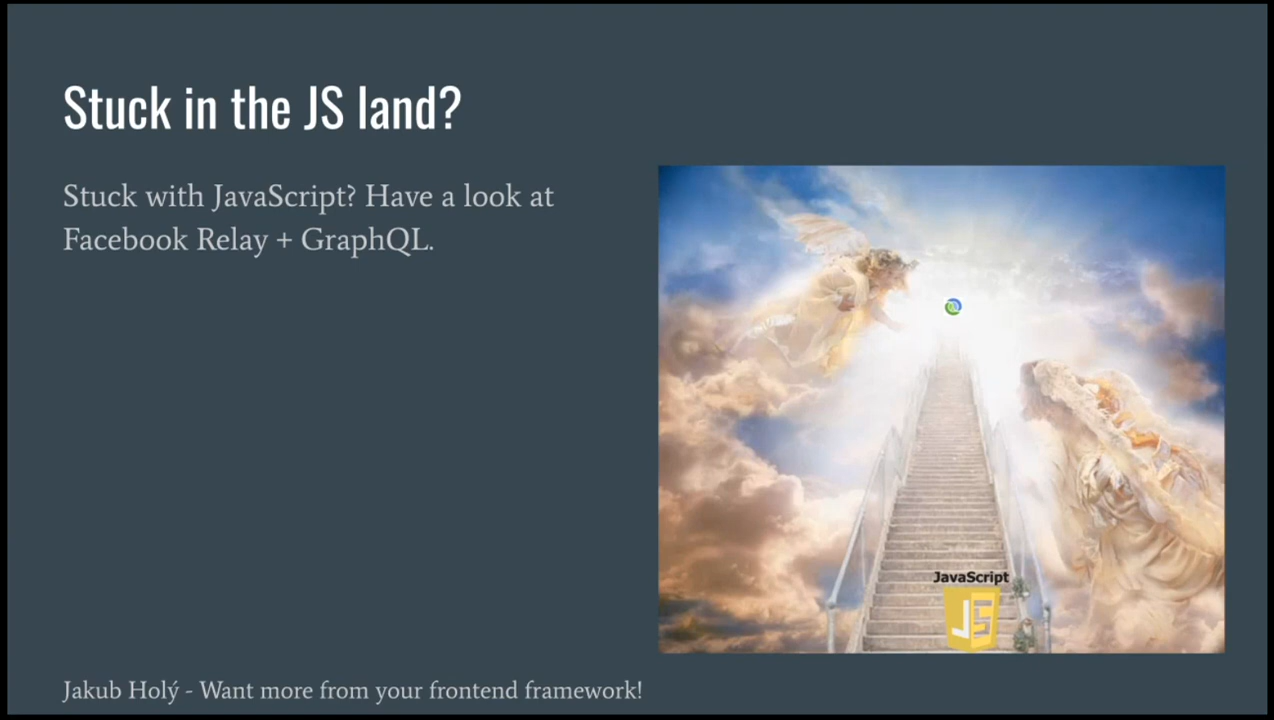 Stuck in the JS land?
Stuck with JavaScript? Have a look at
Facebook Relay + GraphQL.
JavaScript
JS
Jakub Holý - Want more from your frontend framework!